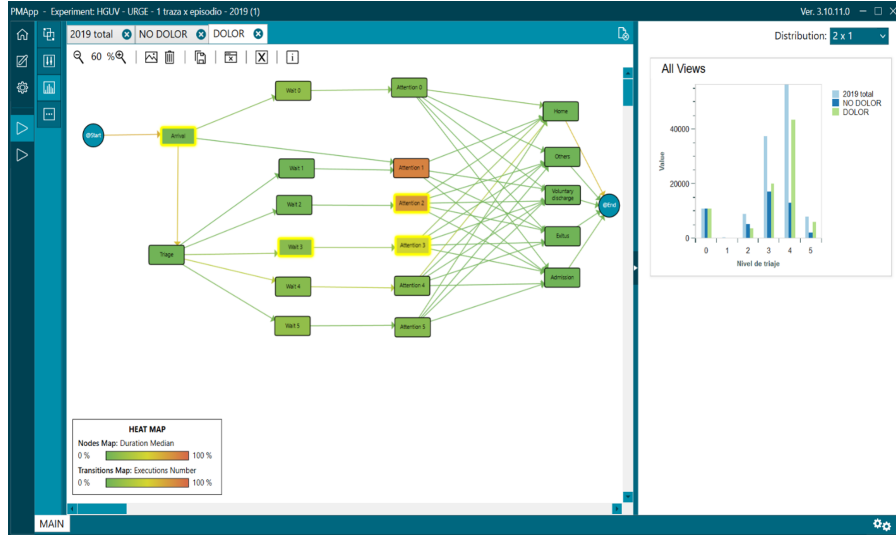 PMApp - Experiment: HGUV - URGE - 1 traza x episodio - 2019 (1)
Ver. 3.10.11.0
2019 total
NO DOLOR
DOLOR
60 %
Distribution: 2 x 1
@Start
Arrival
Triage
Wait 0
Wait 1
Wait 2
Wait 3
Wait 4
Wait 5
Attention 0
Attention 1
Attention 2
Attention 3
Attention 4
Attention 5
Home
Others
Voluntary
discharge
Exitus
Admission
@End
HEAT MAP
Nodes Map: Duration Median
0 % 100 %
Transitions Map: Executions Number
0 % 100 %
All Views
2019 total
NO DOLOR
DOLOR
Value
40000
20000
0
0 1 2 3 4 5
Nivel de triaje
MAIN